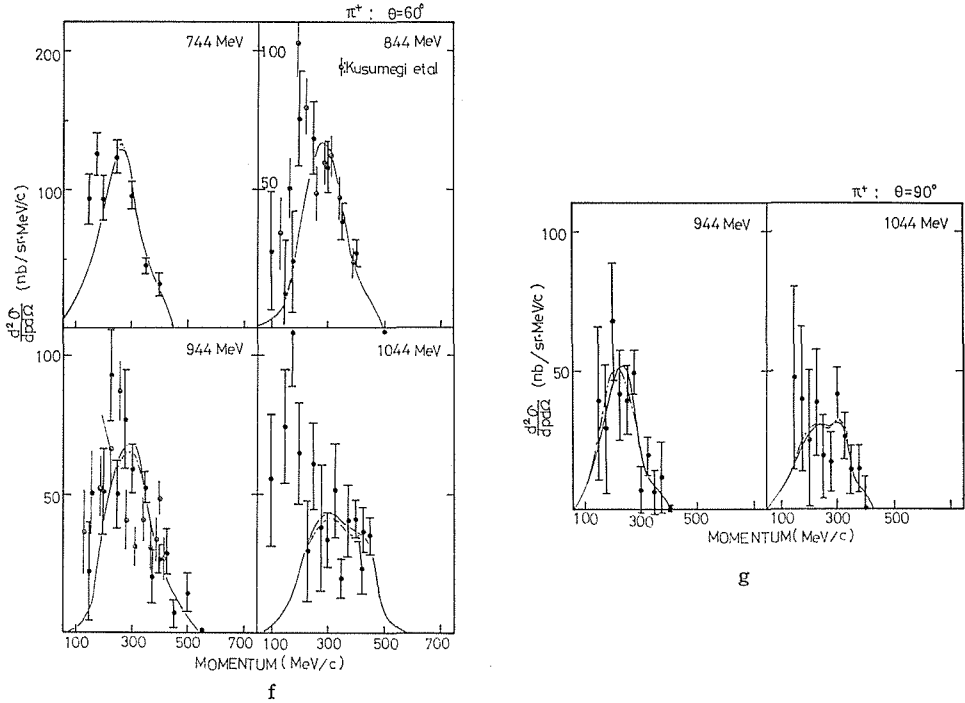 π⁺ : θ=60°
744 MeV
844 MeV
200
100
100
50
Kusumegi etal
d²σ/dpdΩ (nb/sr·MeV/c)
944 MeV
1044 MeV
100
50
100 300 500 700
100 300 500 700
MOMENTUM (MeV/c)
f
π⁺ : θ=90°
944 MeV
1044 MeV
100
50
d²σ/dpdΩ (nb/sr·MeV/c)
100 300 500
100 300 500
MOMENTUM(MeV/c)
g